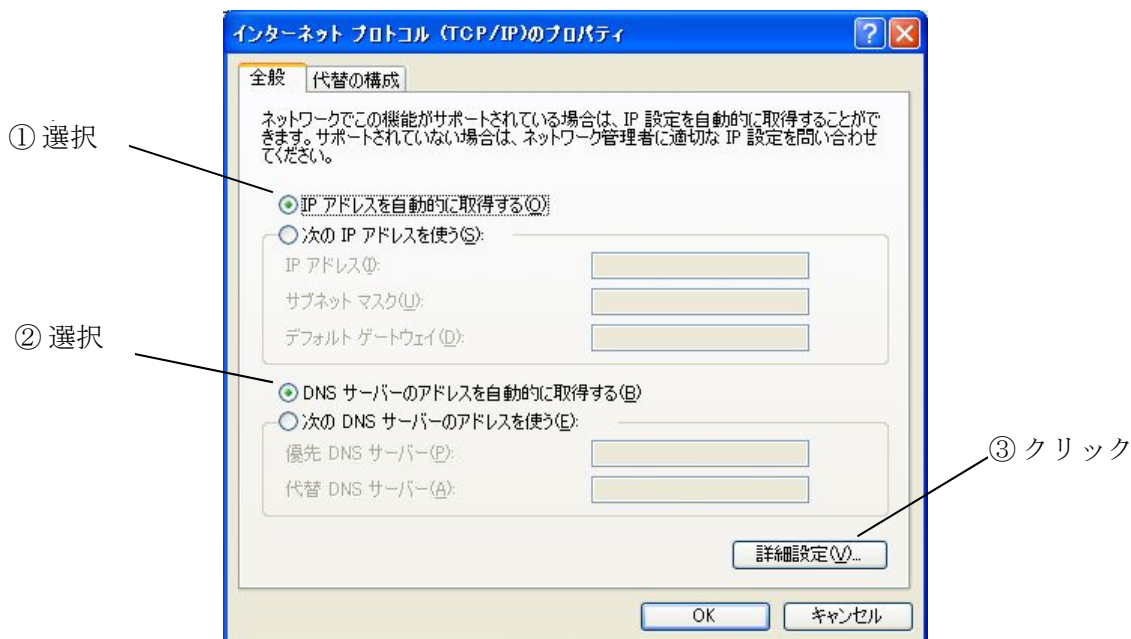 インターネット プロトコル (TCP/IP)のプロパティ
全般
代替の構成
ネットワークでこの機能がサポートされている場合は、IP 設定を自動的に取得することがで
きます。サポートされていない場合は、ネットワーク管理者に適切な IP 設定を問い合わせ
てください。
① 選択
IP アドレスを自動的に取得する(O)
次の IP アドレスを使う(S):
IP アドレス(I):
サブネット マスク(U):
② 選択
デフォルト ゲートウェイ(D):
DNS サーバーのアドレスを自動的に取得する(B)
次の DNS サーバーのアドレスを使う(E):
優先 DNS サーバー(P):
③ クリック
代替 DNS サーバー(A):
詳細設定(V)...
OK
キャンセル